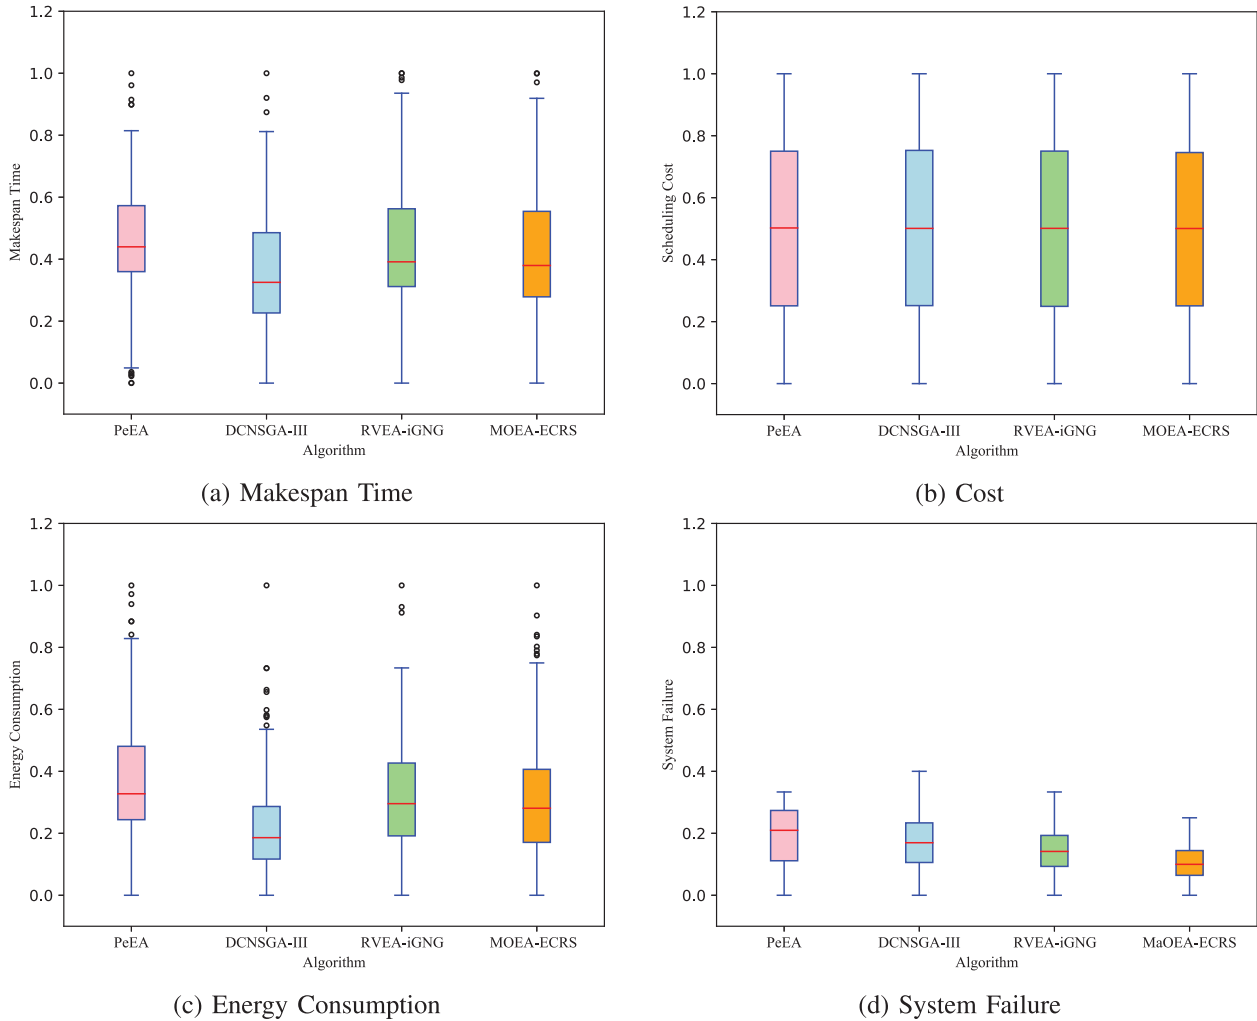 1.2
1.0
0.8
0.6
0.4
0.2
0.0
Makespan Time
PeEA DCNSGA-III RVEA-iGNG MOEA-ECRS
Algorithm
(a) Makespan Time
1.2
1.0
0.8
0.6
0.4
0.2
0.0
Scheduling Cost
PeEA DCNSGA-III RVEA-iGNG MOEA-ECRS
Algorithm
(b) Cost
1.2
1.0
0.8
0.6
0.4
0.2
0.0
Energy Consumption
PeEA DCNSGA-III RVEA-iGNG MOEA-ECRS
Algorithm
(c) Energy Consumption
1.2
1.0
0.8
0.6
0.4
0.2
0.0
System Failure
PeEA DCNSGA-III RVEA-iGNG MaOEA-ECRS
Algorithm
(d) System Failure